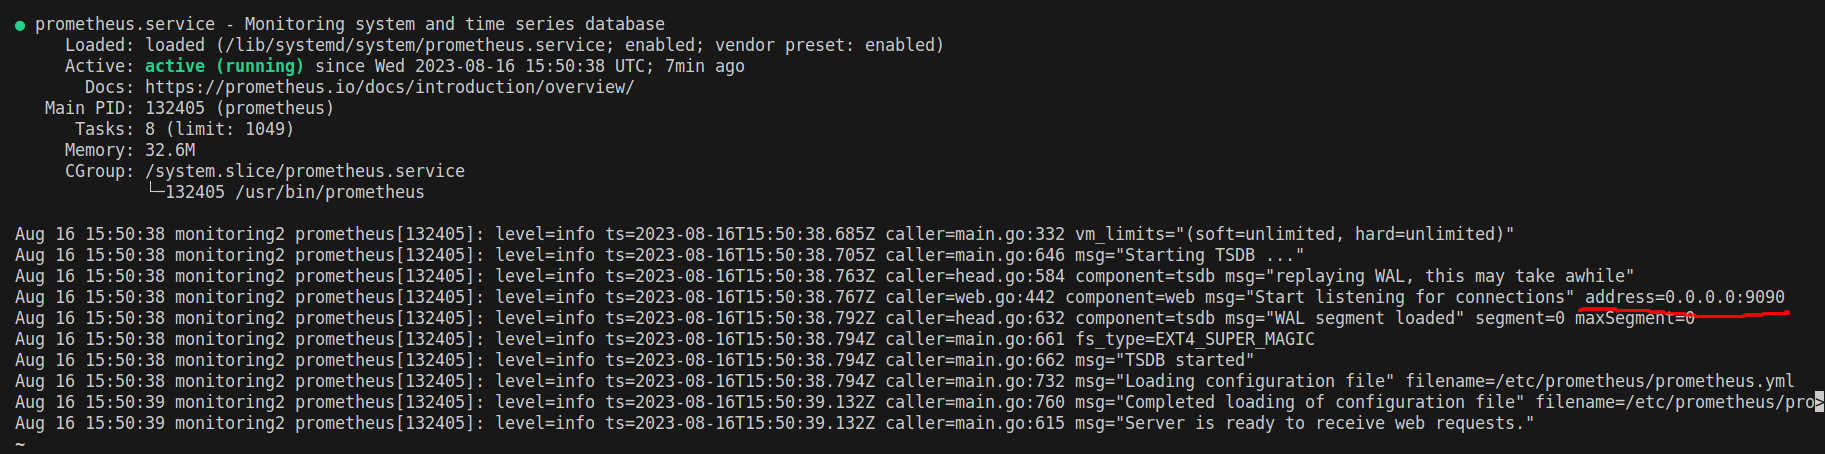 ● prometheus.service - Monitoring system and time series database
Loaded: loaded (/lib/systemd/system/prometheus.service; enabled; vendor preset: enabled)
Active: active (running) since Wed 2023-08-16 15:50:38 UTC; 7min ago
Docs: https://prometheus.io/docs/introduction/overview/
Main PID: 132405 (prometheus)
Tasks: 8 (limit: 1049)
Memory: 32.6M
CGroup: /system.slice/prometheus.service
└─132405 /usr/bin/prometheus
Aug 16 15:50:38 monitoring2 prometheus[132405]: level=info ts=2023-08-16T15:50:38.685Z caller=main.go:332 vm_limits="(soft=unlimited, hard=unlimited)"
Aug 16 15:50:38 monitoring2 prometheus[132405]: level=info ts=2023-08-16T15:50:38.705Z caller=main.go:646 msg="Starting TSDB ..."
Aug 16 15:50:38 monitoring2 prometheus[132405]: level=info ts=2023-08-16T15:50:38.763Z caller=head.go:584 component=tsdb msg="replaying WAL, this may take awhile"
Aug 16 15:50:38 monitoring2 prometheus[132405]: level=info ts=2023-08-16T15:50:38.767Z caller=web.go:442 component=web msg="Start listening for connections" address=0.0.0.0:9090
Aug 16 15:50:38 monitoring2 prometheus[132405]: level=info ts=2023-08-16T15:50:38.792Z caller=head.go:632 component=tsdb msg="WAL segment loaded" segment=0 maxSegment=0
Aug 16 15:50:38 monitoring2 prometheus[132405]: level=info ts=2023-08-16T15:50:38.794Z caller=main.go:661 fs_type=EXT4_SUPER_MAGIC
Aug 16 15:50:38 monitoring2 prometheus[132405]: level=info ts=2023-08-16T15:50:38.794Z caller=main.go:662 msg="TSDB started"
Aug 16 15:50:38 monitoring2 prometheus[132405]: level=info ts=2023-08-16T15:50:38.794Z caller=main.go:732 msg="Loading configuration file" filename=/etc/prometheus/prometheus.yml
Aug 16 15:50:39 monitoring2 prometheus[132405]: level=info ts=2023-08-16T15:50:39.132Z caller=main.go:760 msg="Completed loading of configuration file" filename=/etc/prometheus/pro>
Aug 16 15:50:39 monitoring2 prometheus[132405]: level=info ts=2023-08-16T15:50:39.132Z caller=main.go:615 msg="Server is ready to receive web requests."
~